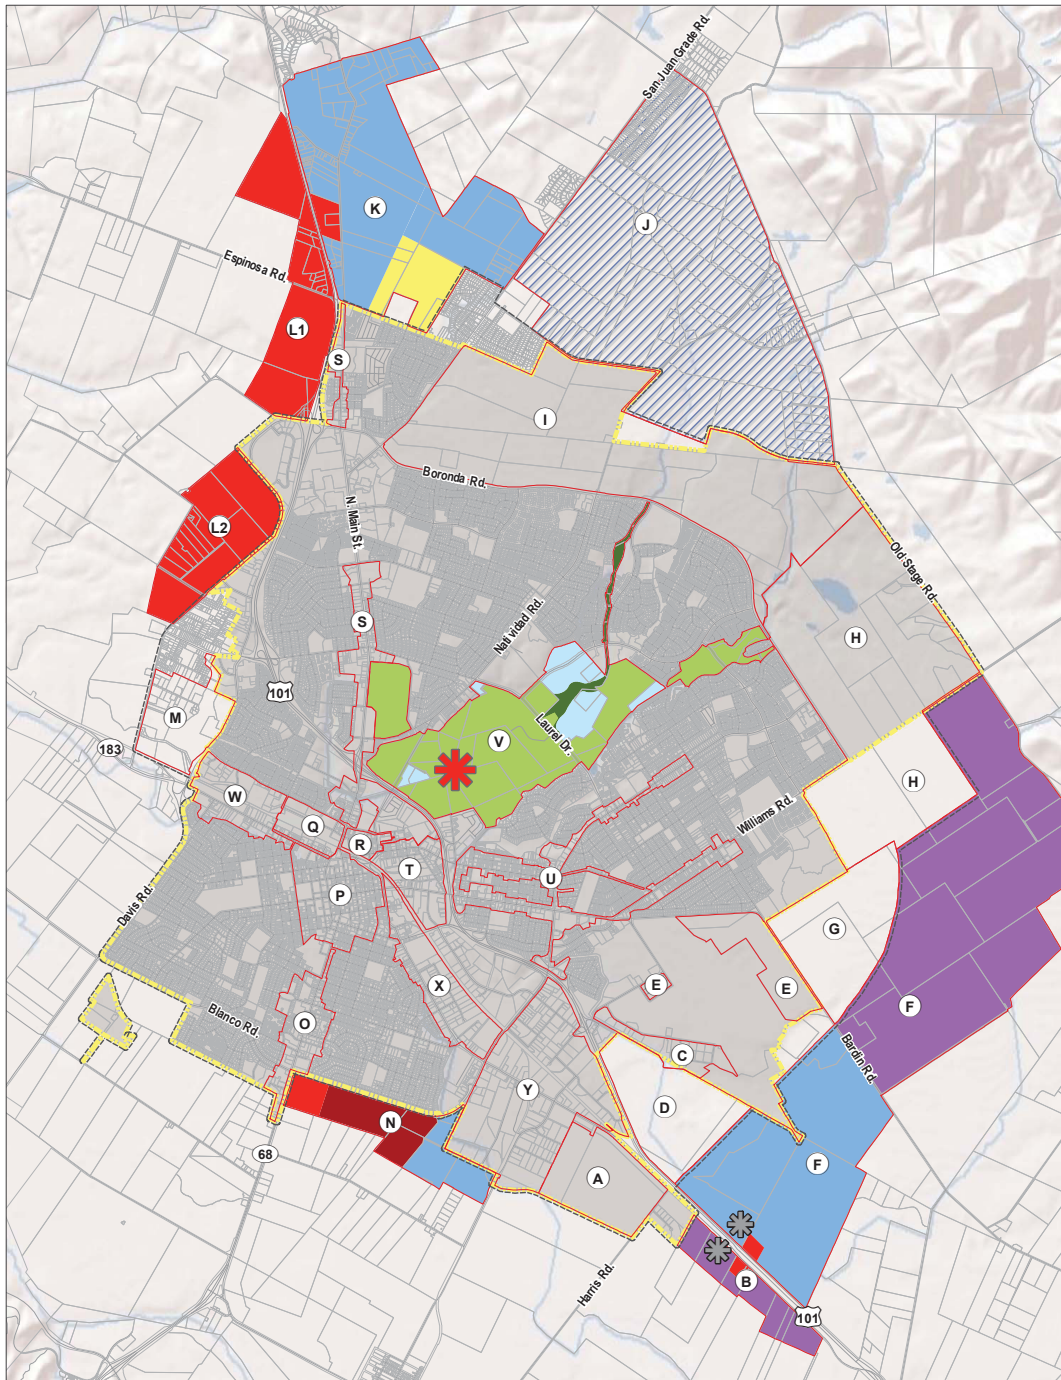 San Juan Grade Rd.
K
J
Espinosa Rd.
L1
S
I
Boronda Rd.
N. Main St.
L2
Old Stage Rd.
Natividad Rd.
S
H
101
M
Laurel Dr.
V
183
H
W
Q
Williams Rd.
R
T
U
P
Davis Rd.
G
X
E
E
F
Blanco Rd.
O
C
Bardin Rd.
Y
D
N
68
A
F
Harris Rd.
B
101